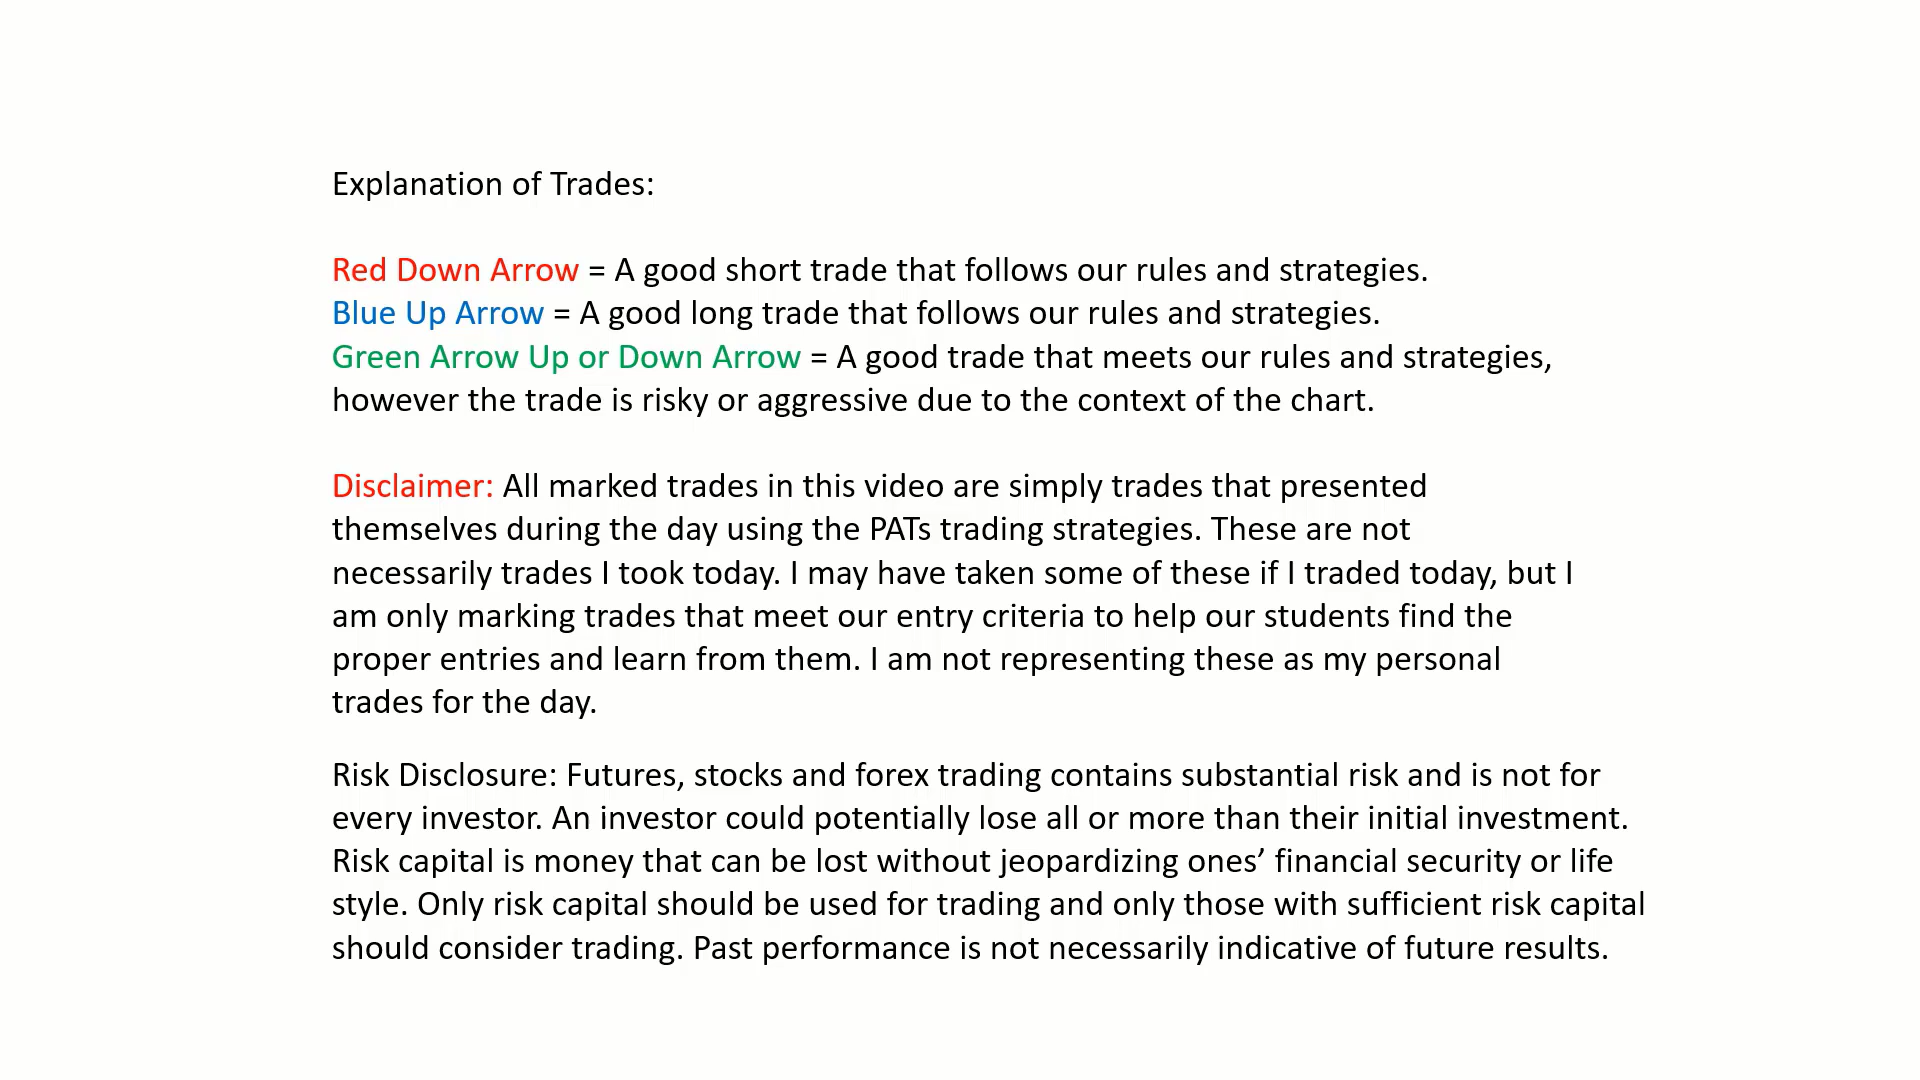 Explanation of Trades:
Red Down Arrow = A good short trade that follows our rules and strategies.
Blue Up Arrow = A good long trade that follows our rules and strategies.
Green Arrow Up or Down Arrow = A good trade that meets our rules and strategies,
however the trade is risky or aggressive due to the context of the chart.
Disclaimer: All marked trades in this video are simply trades that presented
themselves during the day using the PATs trading strategies. These are not
necessarily trades I took today. I may have taken some of these if I traded today, but I
am only marking trades that meet our entry criteria to help our students find the
proper entries and learn from them. I am not representing these as my personal
trades for the day.
Risk Disclosure: Futures, stocks and forex trading contains substantial risk and is not for
every investor. An investor could potentially lose all or more than their initial investment.
Risk capital is money that can be lost without jeopardizing ones’ financial security or life
style. Only risk capital should be used for trading and only those with sufficient risk capital
should consider trading. Past performance is not necessarily indicative of future results.